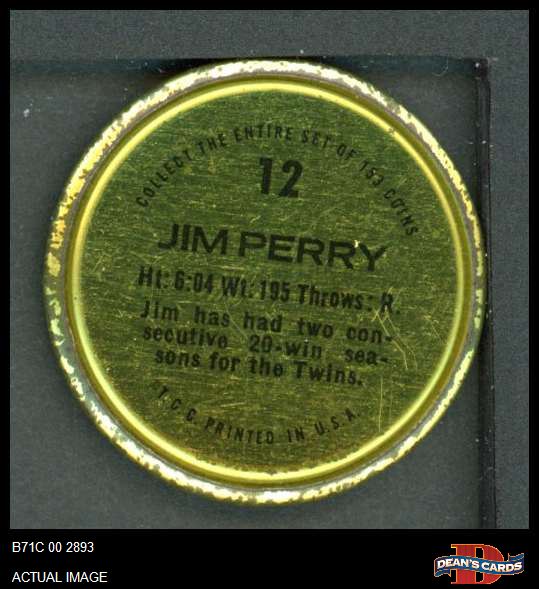 COLLECT THE ENTIRE SET OF 153 COINS
12
JIM PERRY
Ht: 6:04 Wt. 195 Throws: R.
Jim has had two con-
secutive 20-win sea-
sons for the Twins.
T.C.G. PRINTED IN U.S.A.
B71C 00 2893
ACTUAL IMAGE
D
DEAN'S CARDS